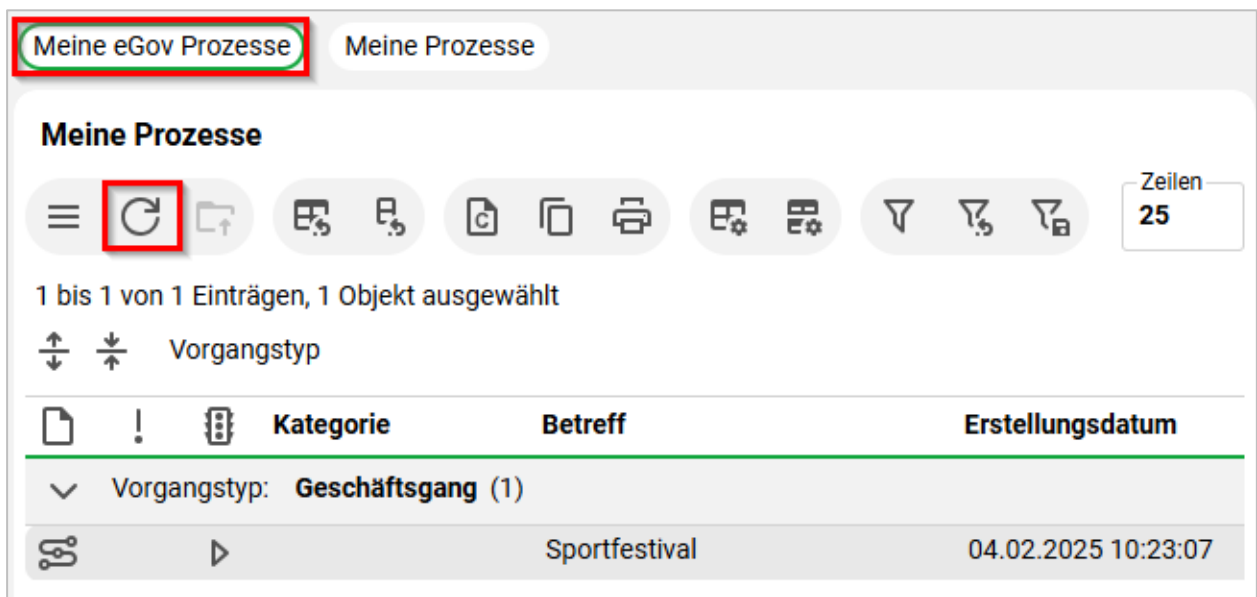 Meine eGov Prozesse Meine Prozesse
Meine Prozesse
Zeilen
25
1 bis 1 von 1 Einträgen, 1 Objekt ausgewählt
Vorgangstyp
Kategorie Betreff Erstellungsdatum
Vorgangstyp: Geschäftsgang (1)
Sportfestival 04.02.2025 10:23:07